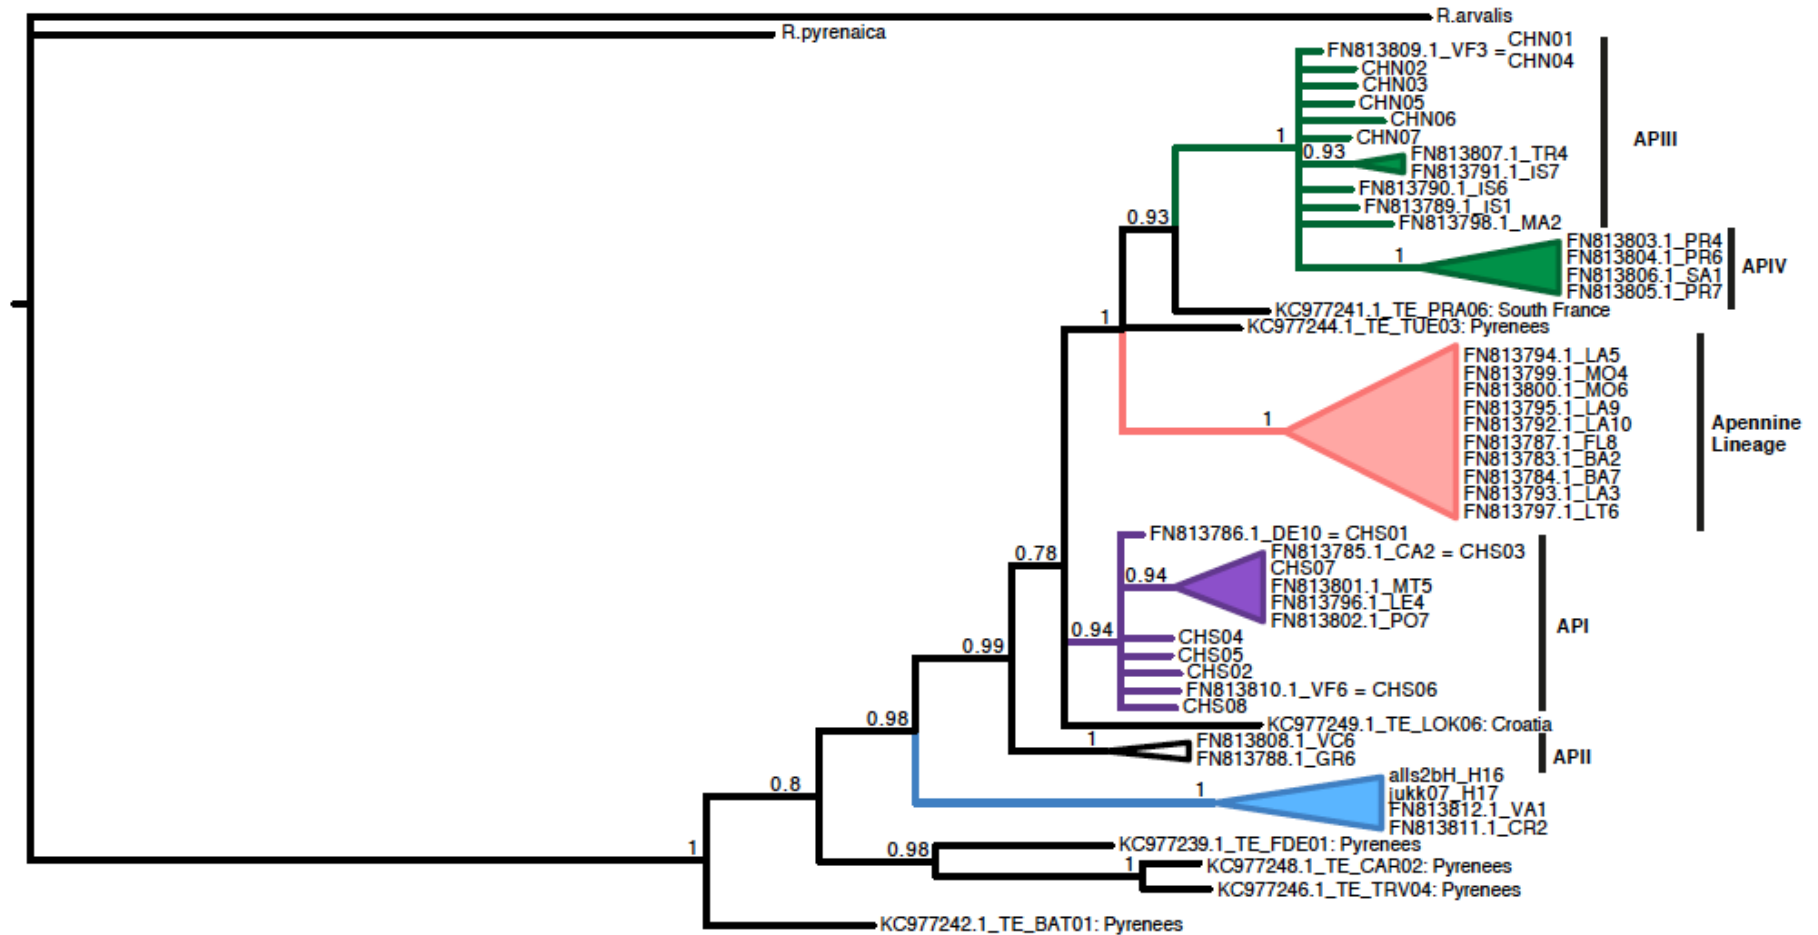 R.arvalis
R.pyrenaica
FN813809.1_VF3 = CHN01
CHN04
CHN02
CHN03
CHN05
CHN06
CHN07
1
APIII
0.93
FN813807.1_TR4
FN813791.1_IS7
FN813790.1_IS6
FN813789.1_IS1
FN813798.1_MA2
0.93
1
FN813803.1_PR4
FN813804.1_PR6
FN813806.1_SA1
FN813805.1_PR7
APIV
KC977241.1_TE_PRA06: South France
1
KC977244.1_TE_TUE03: Pyrenees
FN813794.1_LA5
FN813799.1_MO4
FN813800.1_MO6
FN813795.1_LA9
1
FN813792.1_LA10
FN813787.1_FL8
FN813783.1_BA2
FN813784.1_BA7
FN813793.1_LA3
FN813797.1_LT6
Apennine
Lineage
FN813786.1_DE10 = CHS01
0.78
FN813785.1_CA2 = CHS03
CHS07
0.94
FN813801.1_MT5
FN813796.1_LE4
FN813802.1_PO7
0.94
CHS04
CHS05
CHS02
FN813810.1_VF6 = CHS06
CHS08
API
0.99
0.98
KC977249.1_TE_LOK06: Croatia
1
FN813808.1_VC6
FN813788.1_GR6
APII
0.8
1
alls2bH_H16
jukk07_H17
FN813812.1_VA1
FN813811.1_CR2
1
0.98
KC977239.1_TE_FDE01: Pyrenees
1
KC977248.1_TE_CAR02: Pyrenees
KC977246.1_TE_TRV04: Pyrenees
KC977242.1_TE_BAT01: Pyrenees